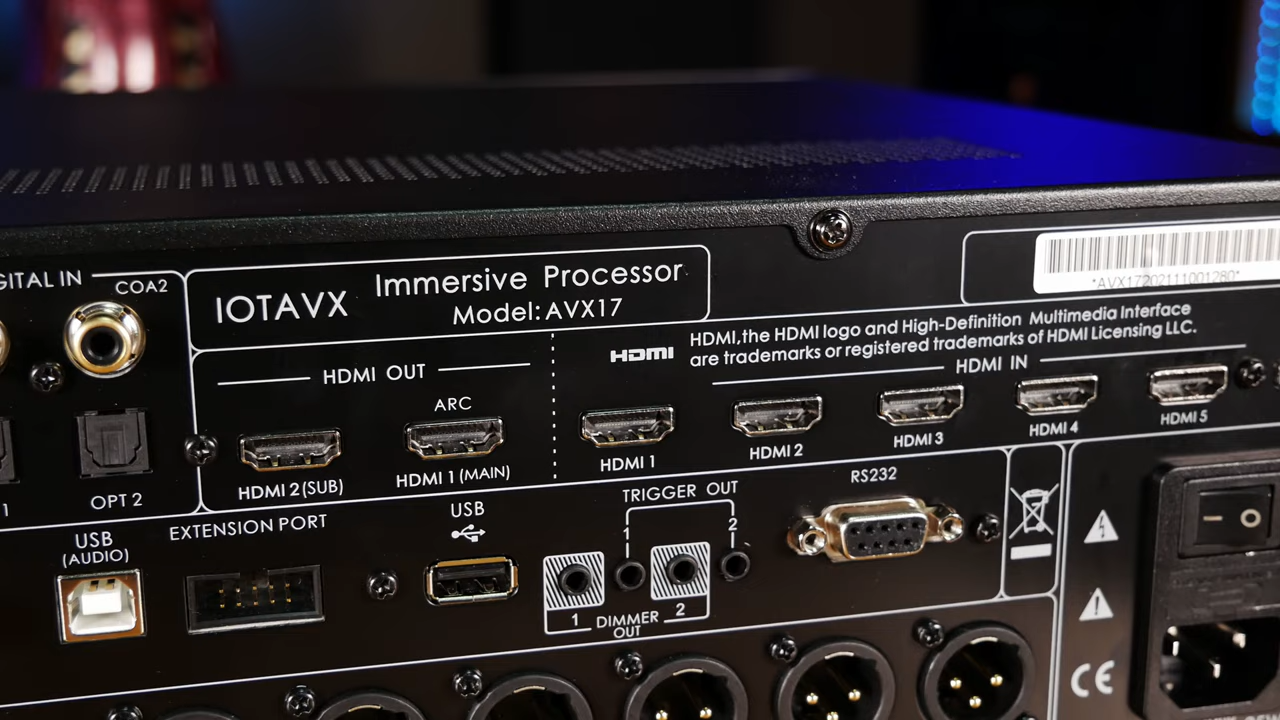 GITAL IN
COA2
IOTAVX
Immersive Processor
Model: AVX17
*AVX17202111001280*
HDMI
HDMI, the HDMI logo and High-Definition Multimedia Interface
are trademarks or registered trademarks of HDMI Licensing LLC.
HDMI OUT
HDMI IN
ARC
HDMI 2 (SUB)
HDMI 1 (MAIN)
HDMI 1
HDMI 2
HDMI 3
HDMI 4
HDMI 5
1
OPT 2
USB
(AUDIO)
EXTENSION PORT
USB
TRIGGER OUT
1
2
RS232
1
DIMMER
OUT
2
CE